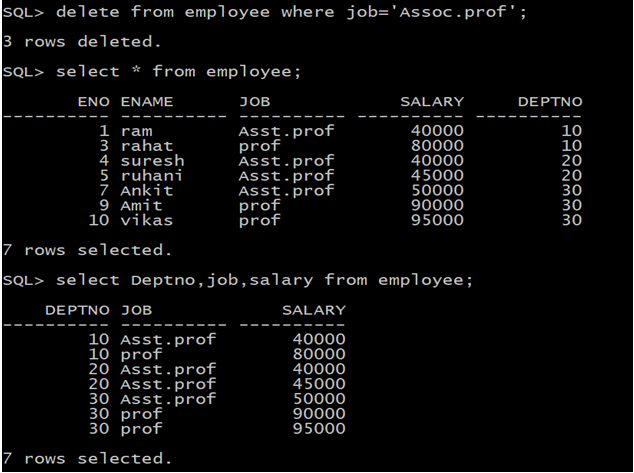 SQL> delete from employee where job='Assoc.prof';
3 rows deleted.
SQL> select * from employee;
ENO ENAME JOB SALARY DEPTNO
---------- ---------- ---------- ---------- ----------
1 ram Asst.prof 40000 10
3 rahat prof 80000 10
4 suresh Asst.prof 40000 20
5 ruhani Asst.prof 45000 20
7 Ankit Asst.prof 50000 30
9 Amit prof 90000 30
10 vikas prof 95000 30
7 rows selected.
SQL> select Deptno,job,salary from employee;
DEPTNO JOB SALARY
---------- ---------- ----------
10 Asst.prof 40000
10 prof 80000
20 Asst.prof 40000
20 Asst.prof 45000
30 Asst.prof 50000
30 prof 90000
30 prof 95000
7 rows selected.